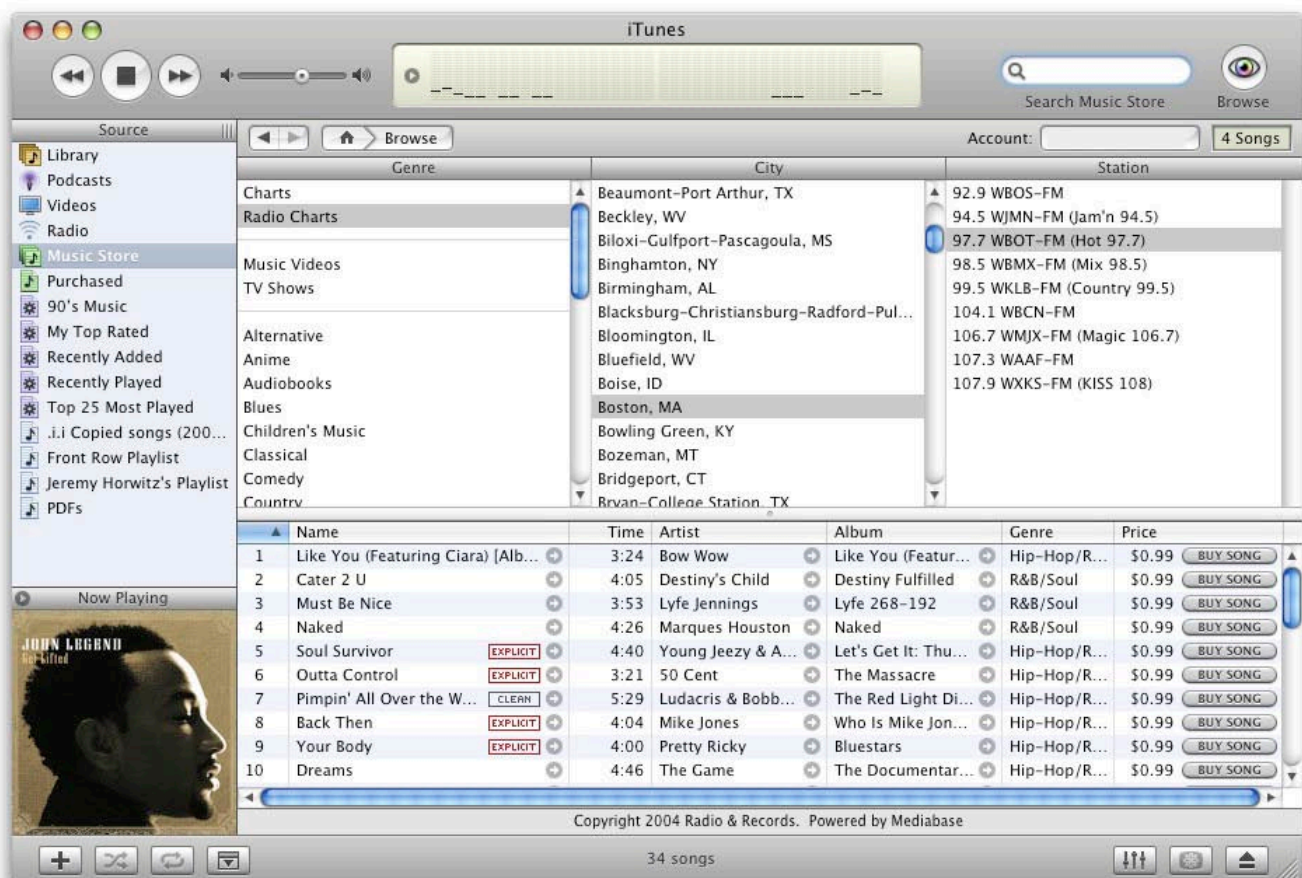 iTunes
Search Music Store
Browse
Source
Library
Podcasts
Videos
Radio
Music Store
Purchased
90's Music
My Top Rated
Recently Added
Recently Played
Top 25 Most Played
.i.i Copied songs (200...
Front Row Playlist
Jeremy Horwitz's Playlist
PDFs
Now Playing
JOHN LEGEND
Get Lifted
Browse
Account:
4 Songs
Genre
Charts
Radio Charts
Music Videos
TV Shows
Alternative
Anime
Audiobooks
Blues
Children's Music
Classical
Comedy
Country
City
Beaumont-Port Arthur, TX
Beckley, WV
Biloxi-Gulfport-Pascagoula, MS
Binghamton, NY
Birmingham, AL
Blacksburg-Christiansburg-Radford-Pul...
Bloomington, IL
Bluefield, WV
Boise, ID
Boston, MA
Bowling Green, KY
Bozeman, MT
Bridgeport, CT
Bryan-College Station, TX
Station
92.9 WBOS-FM
94.5 WJMN-FM (Jam'n 94.5)
97.7 WBOT-FM (Hot 97.7)
98.5 WBMX-FM (Mix 98.5)
99.5 WKLB-FM (Country 99.5)
104.1 WBCN-FM
106.7 WMJX-FM (Magic 106.7)
107.3 WAAF-FM
107.9 WXKS-FM (KISS 108)
Name Time Artist Album Genre Price
1 Like You (Featuring Ciara) [Alb... 3:24 Bow Wow Like You (Featur... Hip-Hop/R... $0.99 BUY SONG
2 Cater 2 U 4:05 Destiny's Child Destiny Fulfilled R&B/Soul $0.99 BUY SONG
3 Must Be Nice 3:53 Lyfe Jennings Lyfe 268-192 R&B/Soul $0.99 BUY SONG
4 Naked 4:26 Marques Houston Naked R&B/Soul $0.99 BUY SONG
5 Soul Survivor EXPLICIT 4:40 Young Jeezy & A... Let's Get It: Thu... Hip-Hop/R... $0.99 BUY SONG
6 Outta Control EXPLICIT 3:21 50 Cent The Massacre Hip-Hop/R... $0.99 BUY SONG
7 Pimpin' All Over the W... CLEAN 5:29 Ludacris & Bobb... The Red Light Di... Hip-Hop/R... $0.99 BUY SONG
8 Back Then EXPLICIT 4:04 Mike Jones Who Is Mike Jon... Hip-Hop/R... $0.99 BUY SONG
9 Your Body EXPLICIT 4:00 Pretty Ricky Bluestars Hip-Hop/R... $0.99 BUY SONG
10 Dreams 4:46 The Game The Documentar... Hip-Hop/R... $0.99 BUY SONG
Copyright 2004 Radio & Records. Powered by Mediabase
34 songs